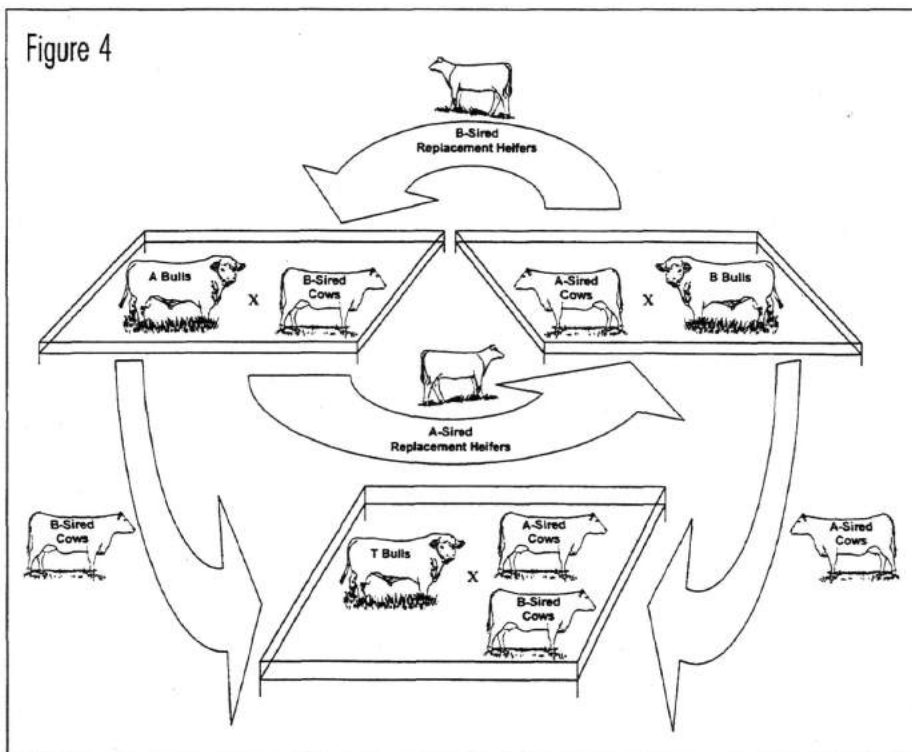 Figure 4
B-Sired
Replacement Heifers
A Bulls
x
B-Sired
Cows
A-Sired
Cows
x
B Bulls
A-Sired
Replacement Heifers
B-Sired
Cows
T Bulls
x
A-Sired
Cows
B-Sired
Cows
A-Sired
Cows